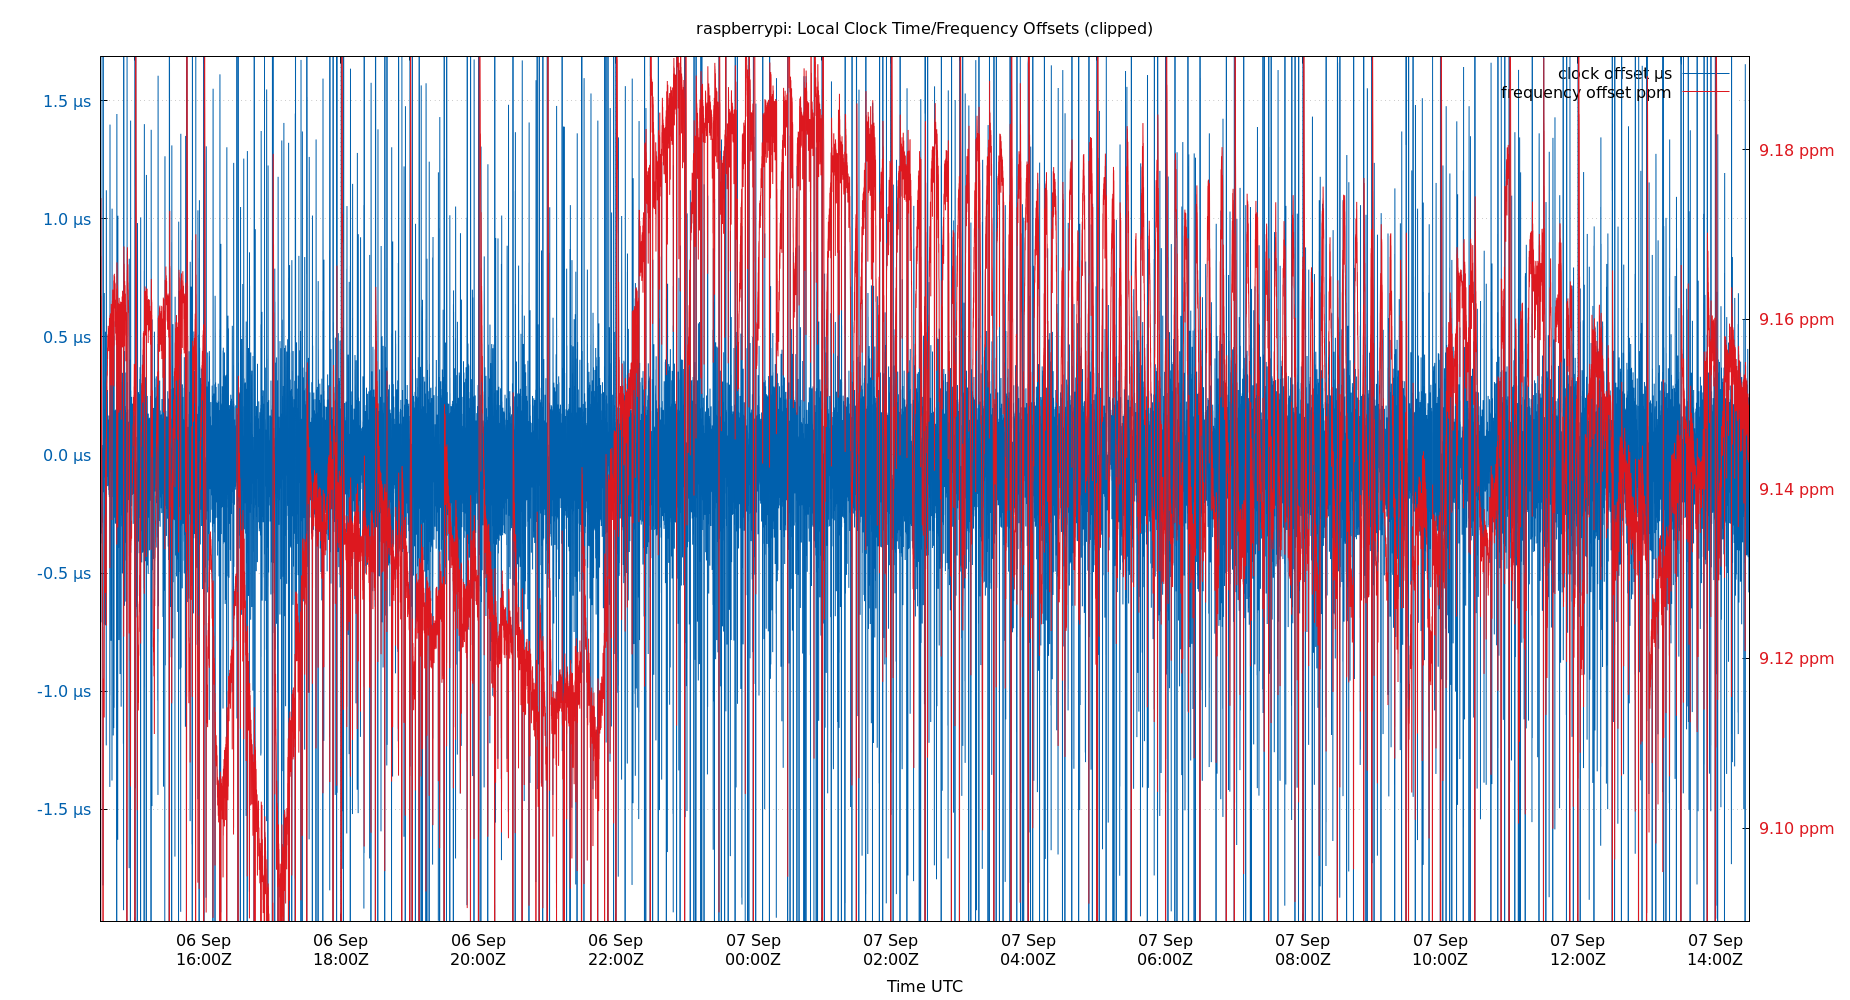 raspberrypi: Local Clock Time/Frequency Offsets (clipped)
clock offset µs
frequency offset ppm
1.5 µs
1.0 µs
0.5 µs
0.0 µs
-0.5 µs
-1.0 µs
-1.5 µs
9.18 ppm
9.16 ppm
9.14 ppm
9.12 ppm
9.10 ppm
06 Sep 06 Sep 06 Sep 06 Sep 07 Sep 07 Sep 07 Sep 07 Sep 07 Sep 07 Sep 07 Sep 07 Sep
16:00Z 18:00Z 20:00Z 22:00Z 00:00Z 02:00Z 04:00Z 06:00Z 08:00Z 10:00Z 12:00Z 14:00Z
Time UTC